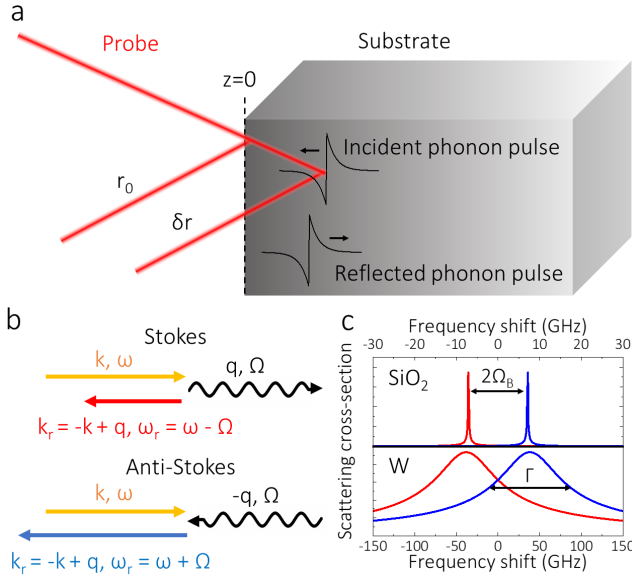 a
Probe
Substrate
z=0
Incident phonon pulse
r₀
δr
Reflected phonon pulse
b
Stokes
k, ω
q, Ω
kᵣ = -k + q, ωᵣ = ω - Ω
Anti-Stokes
k, ω
-q, Ω
kᵣ = -k + q, ωᵣ = ω + Ω
c
Frequency shift (GHz)
-30 -20 -10 0 10 20 30
Scattering cross-section
SiO₂
2Ω_B
W
Γ
-150 -100 -50 0 50 100 150
Frequency shift (GHz)